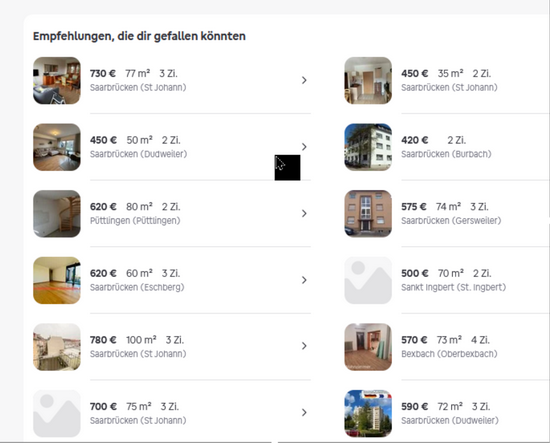 Empfehlungen, die dir gefallen könnten
730 € 77 m² 3 Zi.
Saarbrücken (St Johann)
450 € 35 m² 2 Zi.
Saarbrücken (St Johann)
450 € 50 m² 2 Zi.
Saarbrücken (Dudweiler)
420 € 2 Zi.
Saarbrücken (Burbach)
620 € 80 m² 2 Zi.
Püttlingen (Püttlingen)
575 € 74 m² 3 Zi.
Saarbrücken (Gersweiler)
620 € 60 m² 3 Zi.
Saarbrücken (Eschberg)
500 € 70 m² 2 Zi.
Sankt Ingbert (St. Ingbert)
780 € 100 m² 3 Zi.
Saarbrücken (St Johann)
570 € 73 m² 4 Zi.
Bexbach (Oberbexbach)
700 € 75 m² 3 Zi.
Saarbrücken (St Johann)
590 € 72 m² 3 Zi.
Saarbrücken (Dudweiler)